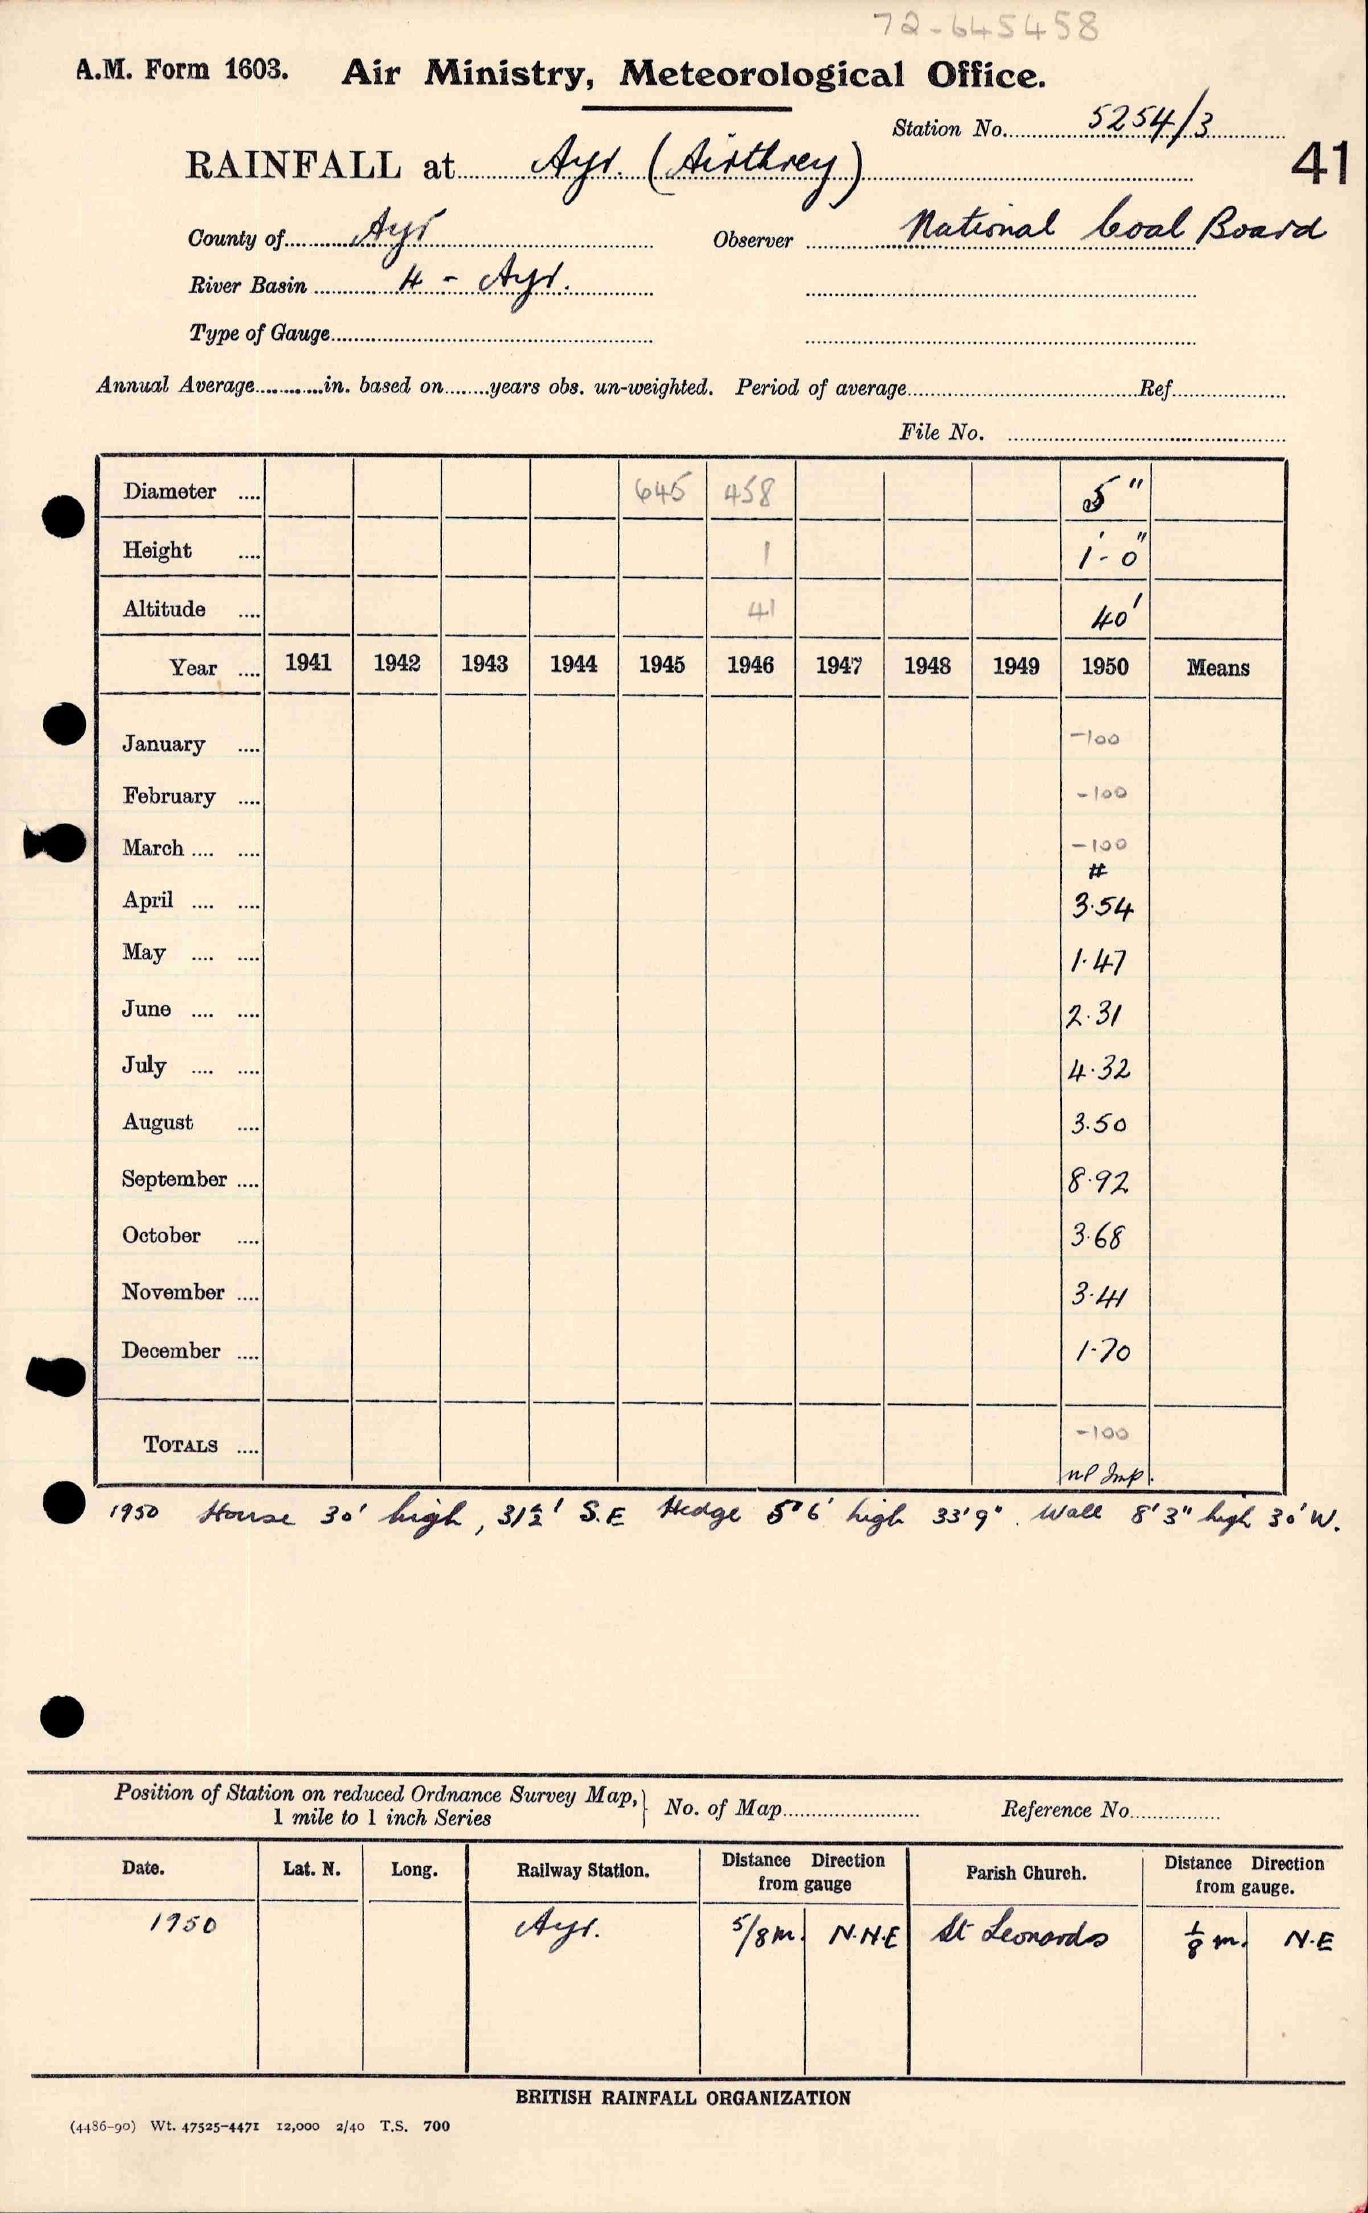 72-645458
A.M. Form 1603. Air Ministry, Meteorological Office.
Station No. 5254/3
41
RAINFALL at Ayr. (Airthrey)
County of Ayr Observer National Coal Board
River Basin 4 - Ayr.
Type of Gauge
Annual Average in. based on years obs. un-weighted. Period of average Ref
File No.
Diameter .... 645 458 5"
Height .... 1 1'-0"
Altitude .... 41 40'
Year .... 1941 1942 1943 1944 1945 1946 1947 1948 1949 1950 Means
January .... -100
February .... -100
March .... .... -100
#
April .... .... 3.54
May .... .... 1.47
June .... .... 2.31
July .... .... 4.32
August .... 3.50
September .... 8.92
October .... 3.68
November .... 3.41
December .... 1.70
TOTALS .... -100
np Imp.
1950 House 30' high, 31½' S.E Hedge 5'6' high 33'9". Wall 8'3" high 30'W.
Position of Station on reduced Ordnance Survey Map, 1 mile to 1 inch Series } No. of Map Reference No.
Date. Lat. N. Long. Railway Station. Distance from gauge Direction Parish Church. Distance Direction from gauge.
1950 Ayr. 5/8 m. N.N.E St Leonards 1/8 m. N.E
BRITISH RAINFALL ORGANIZATION
(4486-90) Wt. 47525-4471 12,000 2/40 T.S. 700